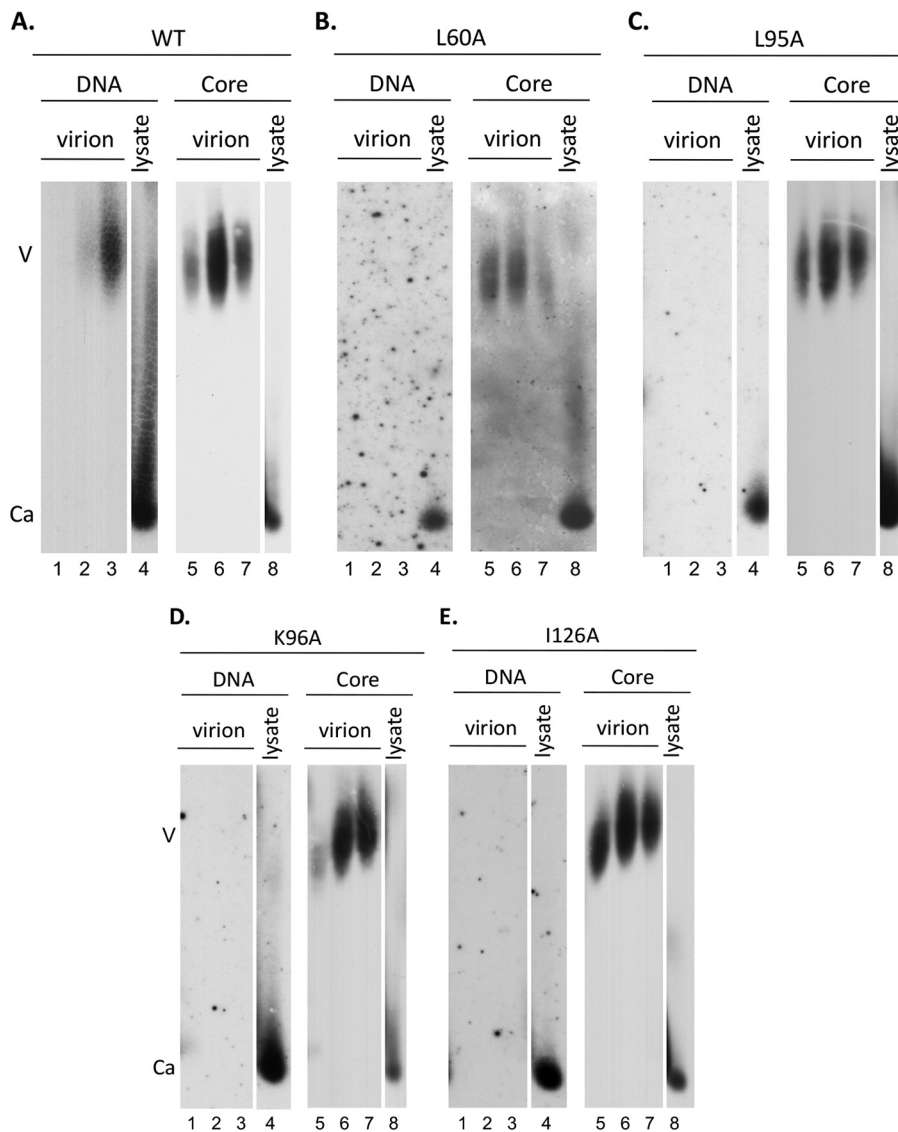 A. B. C.
WT L60A L95A
DNA Core DNA Core DNA Core
virion lysate virion lysate virion lysate virion lysate virion lysate virion lysate
V
Ca
1 2 3 4 5 6 7 8 1 2 3 4 5 6 7 8 1 2 3 4 5 6 7 8
D. E.
K96A I126A
DNA Core DNA Core
virion lysate virion lysate virion lysate virion lysate
V
Ca
1 2 3 4 5 6 7 8 1 2 3 4 5 6 7 8